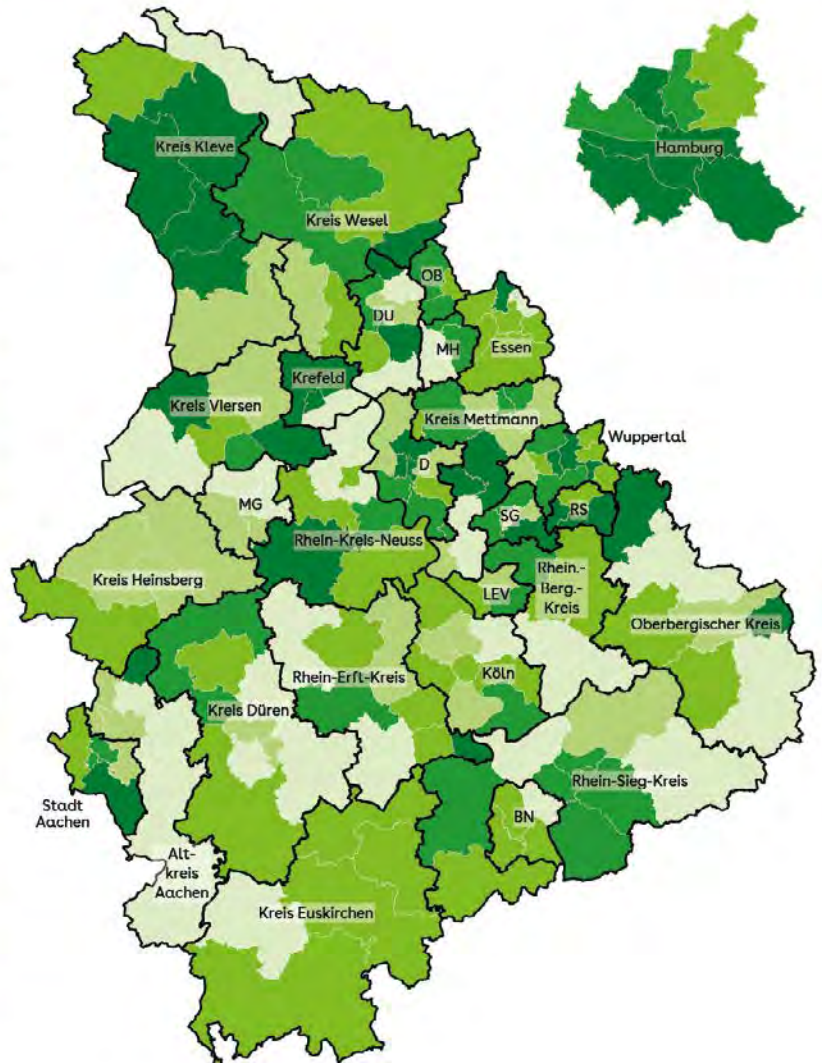 Kreis Kleve
Hamburg
Kreis Wesel
OB
DU
MH
Essen
Krefeld
Kreis Viersen
Kreis Mettmann
Wuppertal
D
MG
SG
RS
Rhein-Kreis-Neuss
Kreis Heinsberg
LEV
Rhein.-
Berg.-
Kreis
Oberbergischer Kreis
Rhein-Erft-Kreis
Köln
Kreis Düren
Rhein-Sieg-Kreis
Stadt
Aachen
BN
Alt-
kreis
Aachen
Kreis Euskirchen